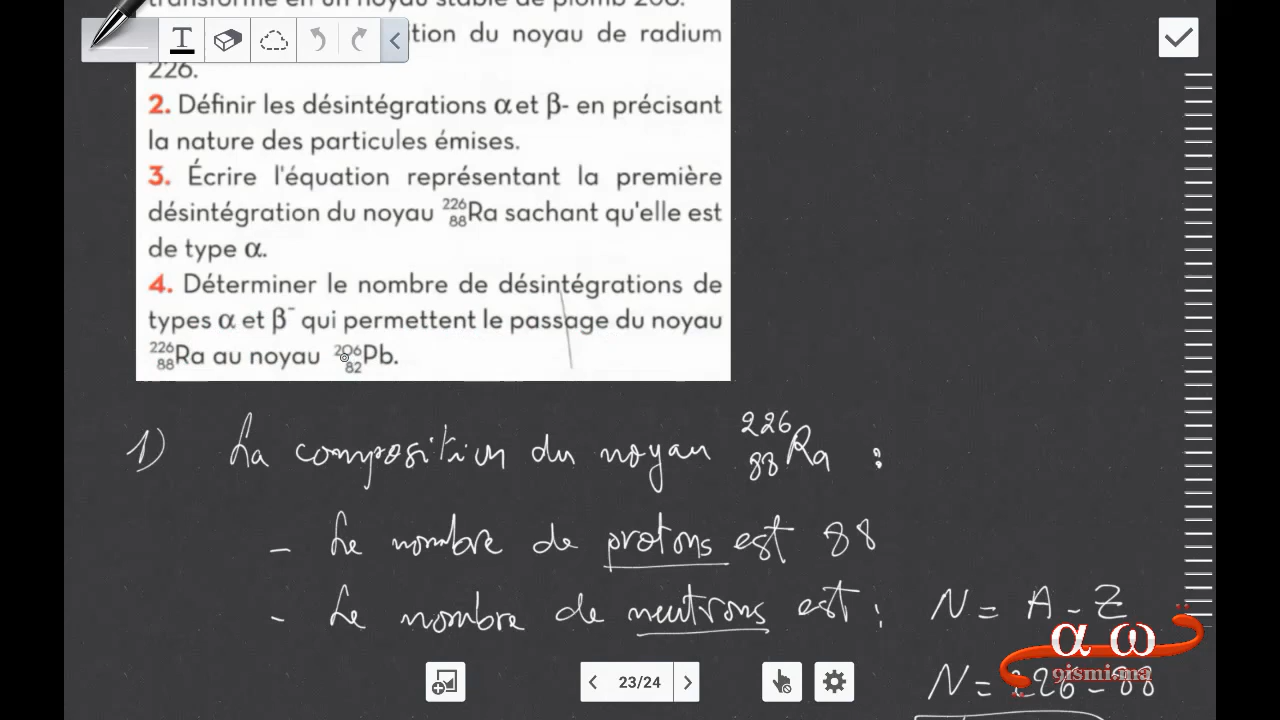 transforme en un noyau stable de plomb 206.
tion du noyau de radium
226.
2. Définir les désintégrations α et β- en précisant
la nature des particules émises.
3. Écrire l'équation représentant la première
désintégration du noyau ²²⁶₈₈Ra sachant qu'elle est
de type α.
4. Déterminer le nombre de désintégrations de
types α et β⁻ qui permettent le passage du noyau
²²⁶₈₈Ra au noyau ²⁰⁶₈₂Pb.
1) La composition du noyau ²²⁶₈₈Ra :
- Le nombre de protons est 88
- Le nombre de neutrons est : N = A - Z
α ω
9ismi.ma
N = 226 - 88
23/24